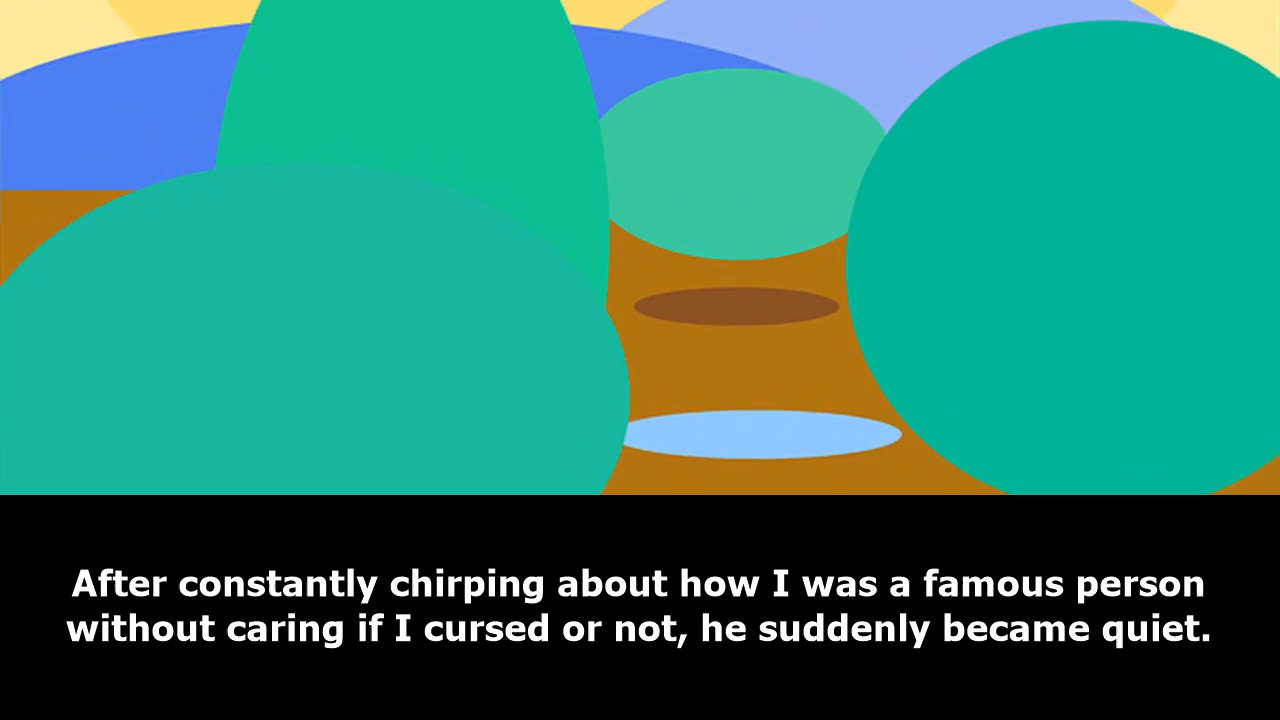 After constantly chirping about how I was a famous person
without caring if I cursed or not, he suddenly became quiet.